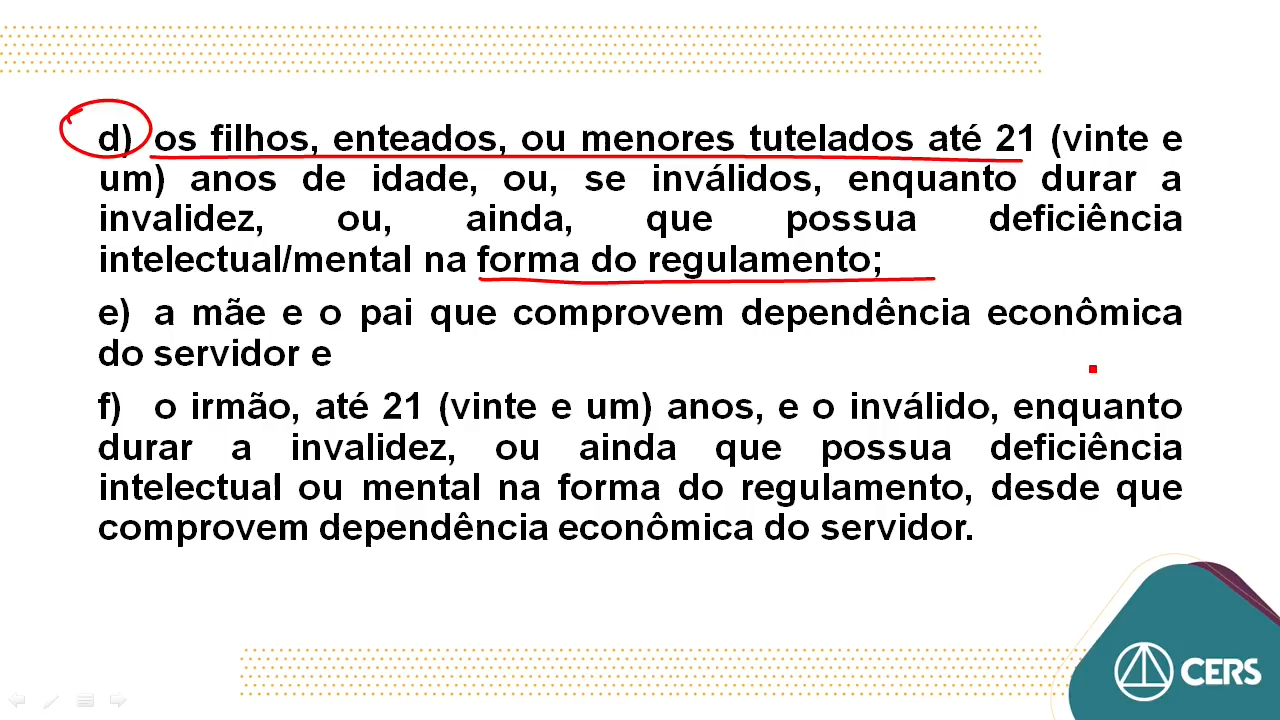 d) os filhos, enteados, ou menores tutelados até 21 (vinte e
um) anos de idade, ou, se inválidos, enquanto durar a
invalidez, ou, ainda, que possua deficiência
intelectual/mental na forma do regulamento;
e) a mãe e o pai que comprovem dependência econômica
do servidor e
f) o irmão, até 21 (vinte e um) anos, e o inválido, enquanto
durar a invalidez, ou ainda que possua deficiência
intelectual ou mental na forma do regulamento, desde que
comprovem dependência econômica do servidor.
CERS